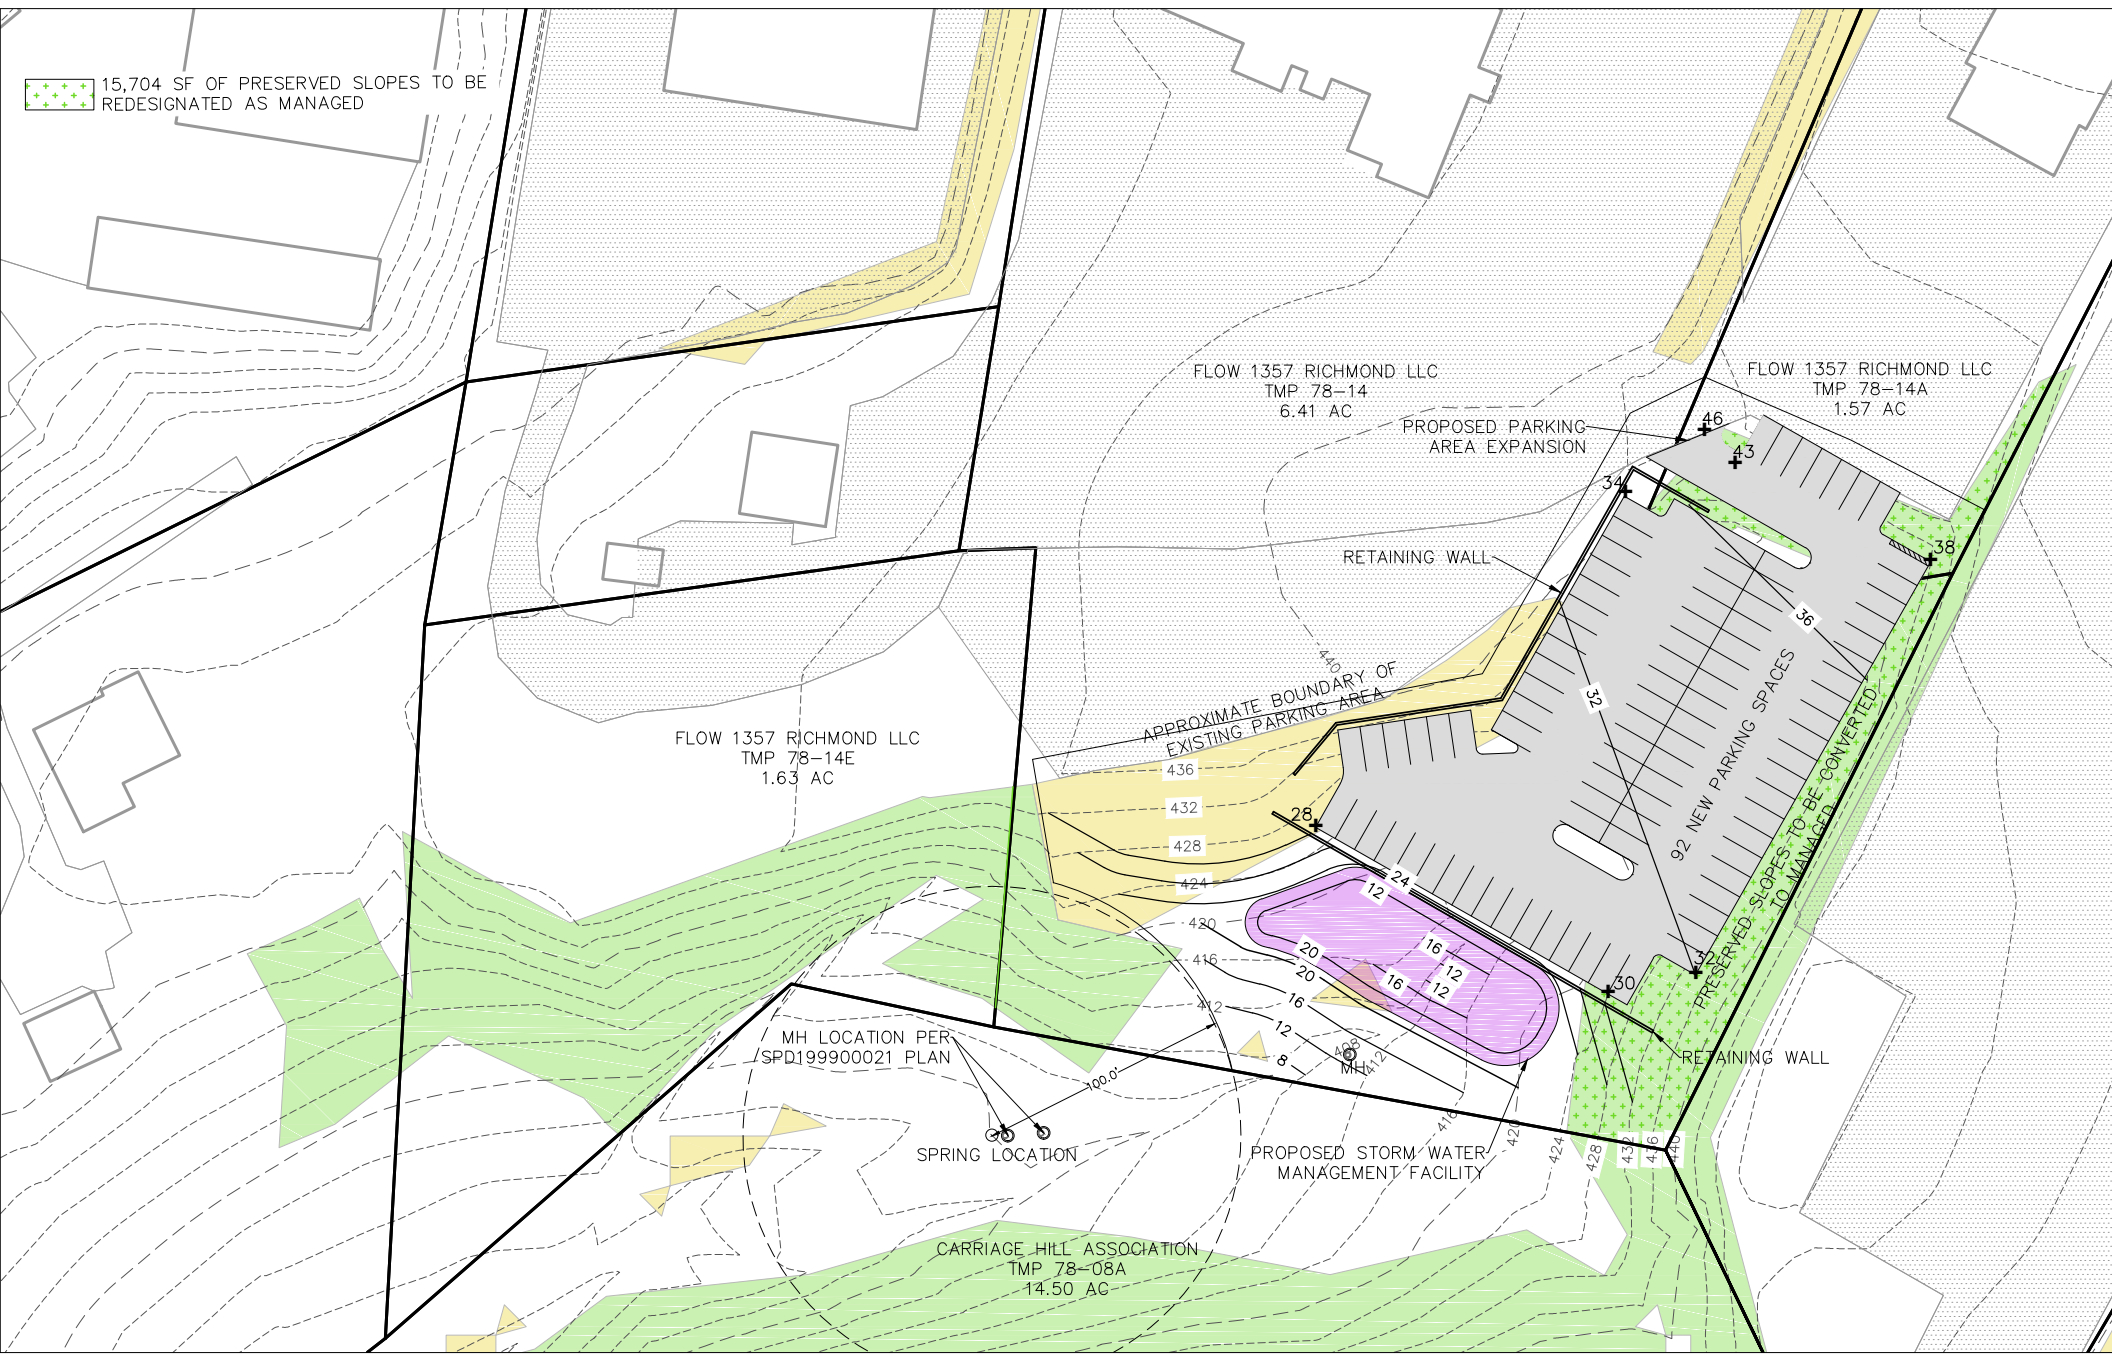 15,704 SF OF PRESERVED SLOPES TO BE
REDESIGNATED AS MANAGED
FLOW 1357 RICHMOND LLC
TMP 78-14
6.41 AC
FLOW 1357 RICHMOND LLC
TMP 78-14A
1.57 AC
PROPOSED PARKING
AREA EXPANSION
46
43
34
38
RETAINING WALL
36
32
440
APPROXIMATE BOUNDARY OF
EXISTING PARKING AREA
92 NEW PARKING SPACES
PRESERVED SLOPES TO BE CONVERTED
TO MANAGED
FLOW 1357 RICHMOND LLC
TMP 78-14E
1.63 AC
436
432
428
424
420
416
412
28
24
12
20
20
16
16
12
12
16
12
8
32
30
408
412
MH
MH LOCATION PER
SPD199900021 PLAN
100.0'
RETAINING WALL
SPRING LOCATION
PROPOSED STORM WATER
MANAGEMENT FACILITY
416
420
424
428
432
436
440
CARRIAGE HILL ASSOCIATION
TMP 78-08A
14.50 AC